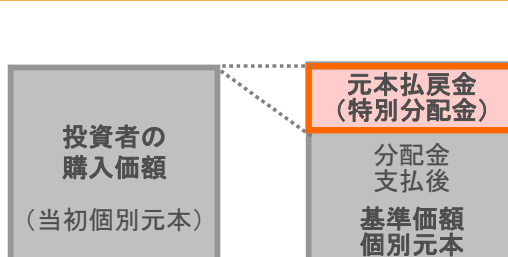 投資者の
購入価額
（当初個別元本）
元本払戻金
（特別分配金）
分配金
支払後
基準価額
個別元本